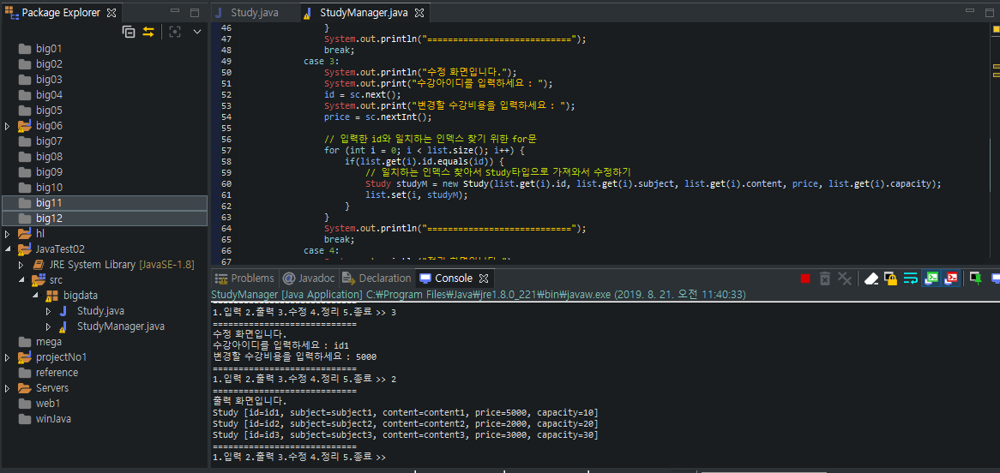 Package Explorer
Study.java
StudyManager.java
big01
big02
big03
big04
big05
big06
big07
big08
big09
big10
big11
big12
hl
JavaTest02
JRE System Library [JavaSE-1.8]
src
bigdata
Study.java
StudyManager.java
mega
projectNo1
reference
Servers
web1
winJava
46 }
47 System.out.println("============================");
48 break;
49 case 3:
50 System.out.println("수정 화면입니다.");
51 System.out.print("수강아이디를 입력하세요 : ");
52 id = sc.next();
53 System.out.print("변경할 수강비용을 입력하세요 : ");
54 price = sc.nextInt();
55
56 // 입력한 id와 일치하는 인덱스 찾기 위한 for문
57 for (int i = 0; i < list.size(); i++) {
58 if(list.get(i).id.equals(id)) {
59 // 일치하는 인덱스 찾아서 Study타입으로 가져와서 수정하기
60 Study studyM = new Study(list.get(i).id, list.get(i).subject, list.get(i).content, price, list.get(i).capacity);
61 list.set(i, studyM);
62 }
63 }
64 System.out.println("============================");
65 break;
66 case 4:
67
Problems @ Javadoc Declaration Console
StudyManager [Java Application] C:₩Program Files₩Java₩jre1.8.0_221₩bin₩javaw.exe (2019. 8. 21. 오전 11:40:33)
1.입력 2.출력 3.수정 4.정리 5.종료 >> 3
============================
수정 화면입니다.
수강아이디를 입력하세요 : id1
변경할 수강비용을 입력하세요 : 5000
============================
1.입력 2.출력 3.수정 4.정리 5.종료 >> 2
============================
출력 화면입니다.
Study [id=id1, subject=subject1, content=content1, price=5000, capacity=10]
Study [id=id2, subject=subject2, content=content2, price=2000, capacity=20]
Study [id=id3, subject=subject3, content=content3, price=3000, capacity=30]
============================
1.입력 2.출력 3.수정 4.정리 5.종료 >>